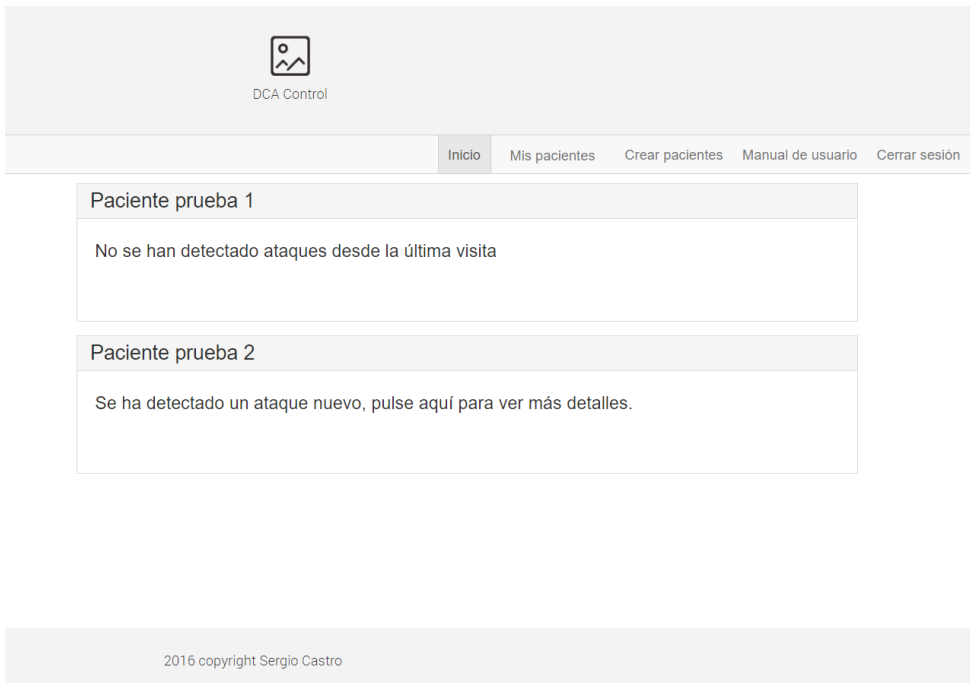 DCA Control
Inicio Mis pacientes Crear pacientes Manual de usuario Cerrar sesión
Paciente prueba 1
No se han detectado ataques desde la última visita
Paciente prueba 2
Se ha detectado un ataque nuevo, pulse aquí para ver más detalles.
2016 copyright Sergio Castro